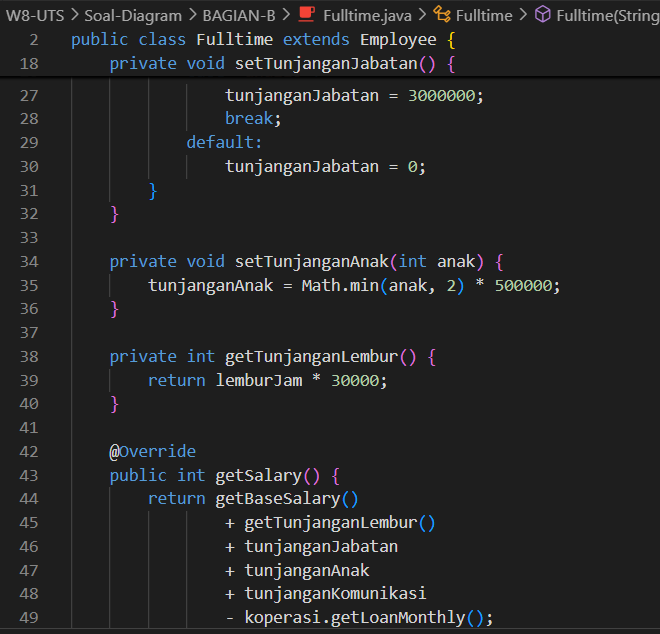 W8-UTS > Soal-Diagram > BAGIAN-B > Fulltime.java > Fulltime > Fulltime(String
2 public class Fulltime extends Employee {
18 private void setTunjanganJabatan() {
27 tunjanganJabatan = 3000000;
28 break;
29 default:
30 tunjanganJabatan = 0;
31 }
32 }
33
34 private void setTunjanganAnak(int anak) {
35 tunjanganAnak = Math.min(anak, 2) * 500000;
36 }
37
38 private int getTunjanganLembur() {
39 return lemburJam * 30000;
40 }
41
42 @Override
43 public int getSalary() {
44 return getBaseSalary()
45 + getTunjanganLembur()
46 + tunjanganJabatan
47 + tunjanganAnak
48 + tunjanganKomunikasi
49 - koperasi.getLoanMonthly();